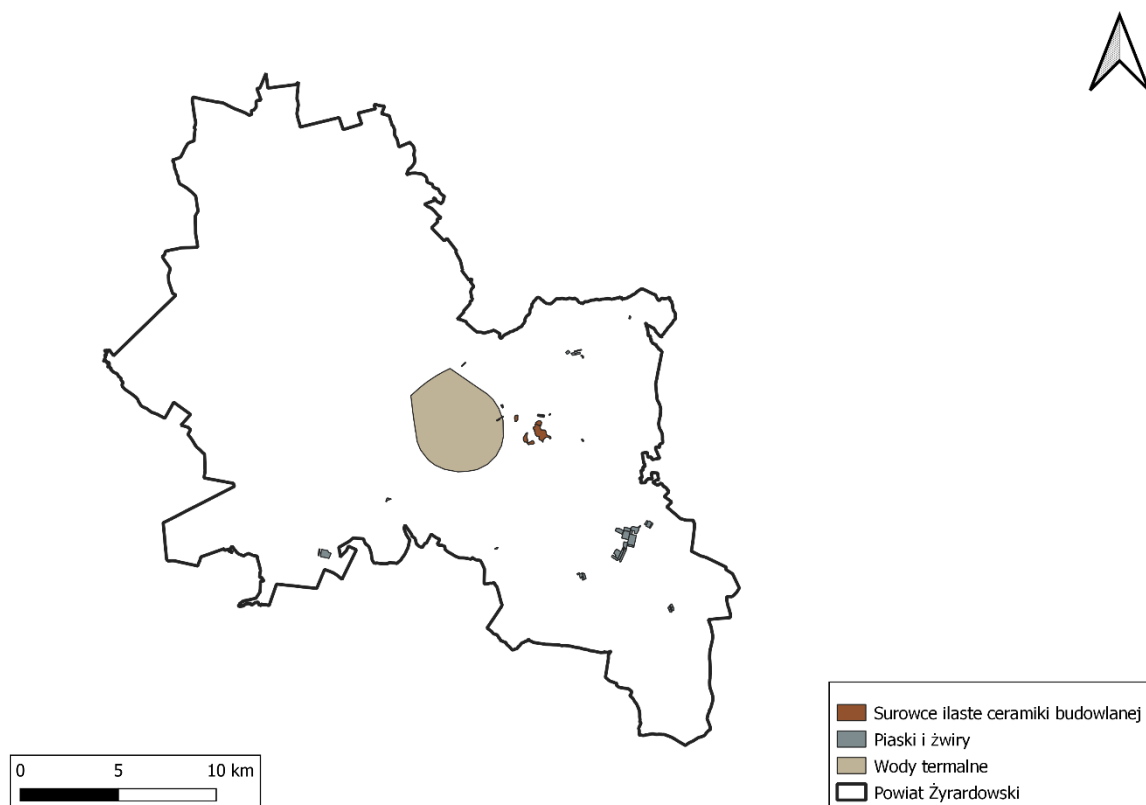 Surowce ilaste ceramiki budowlanej
Piaski i żwiry
Wody termalne
Powiat Żyrardowski
0 5 10 km